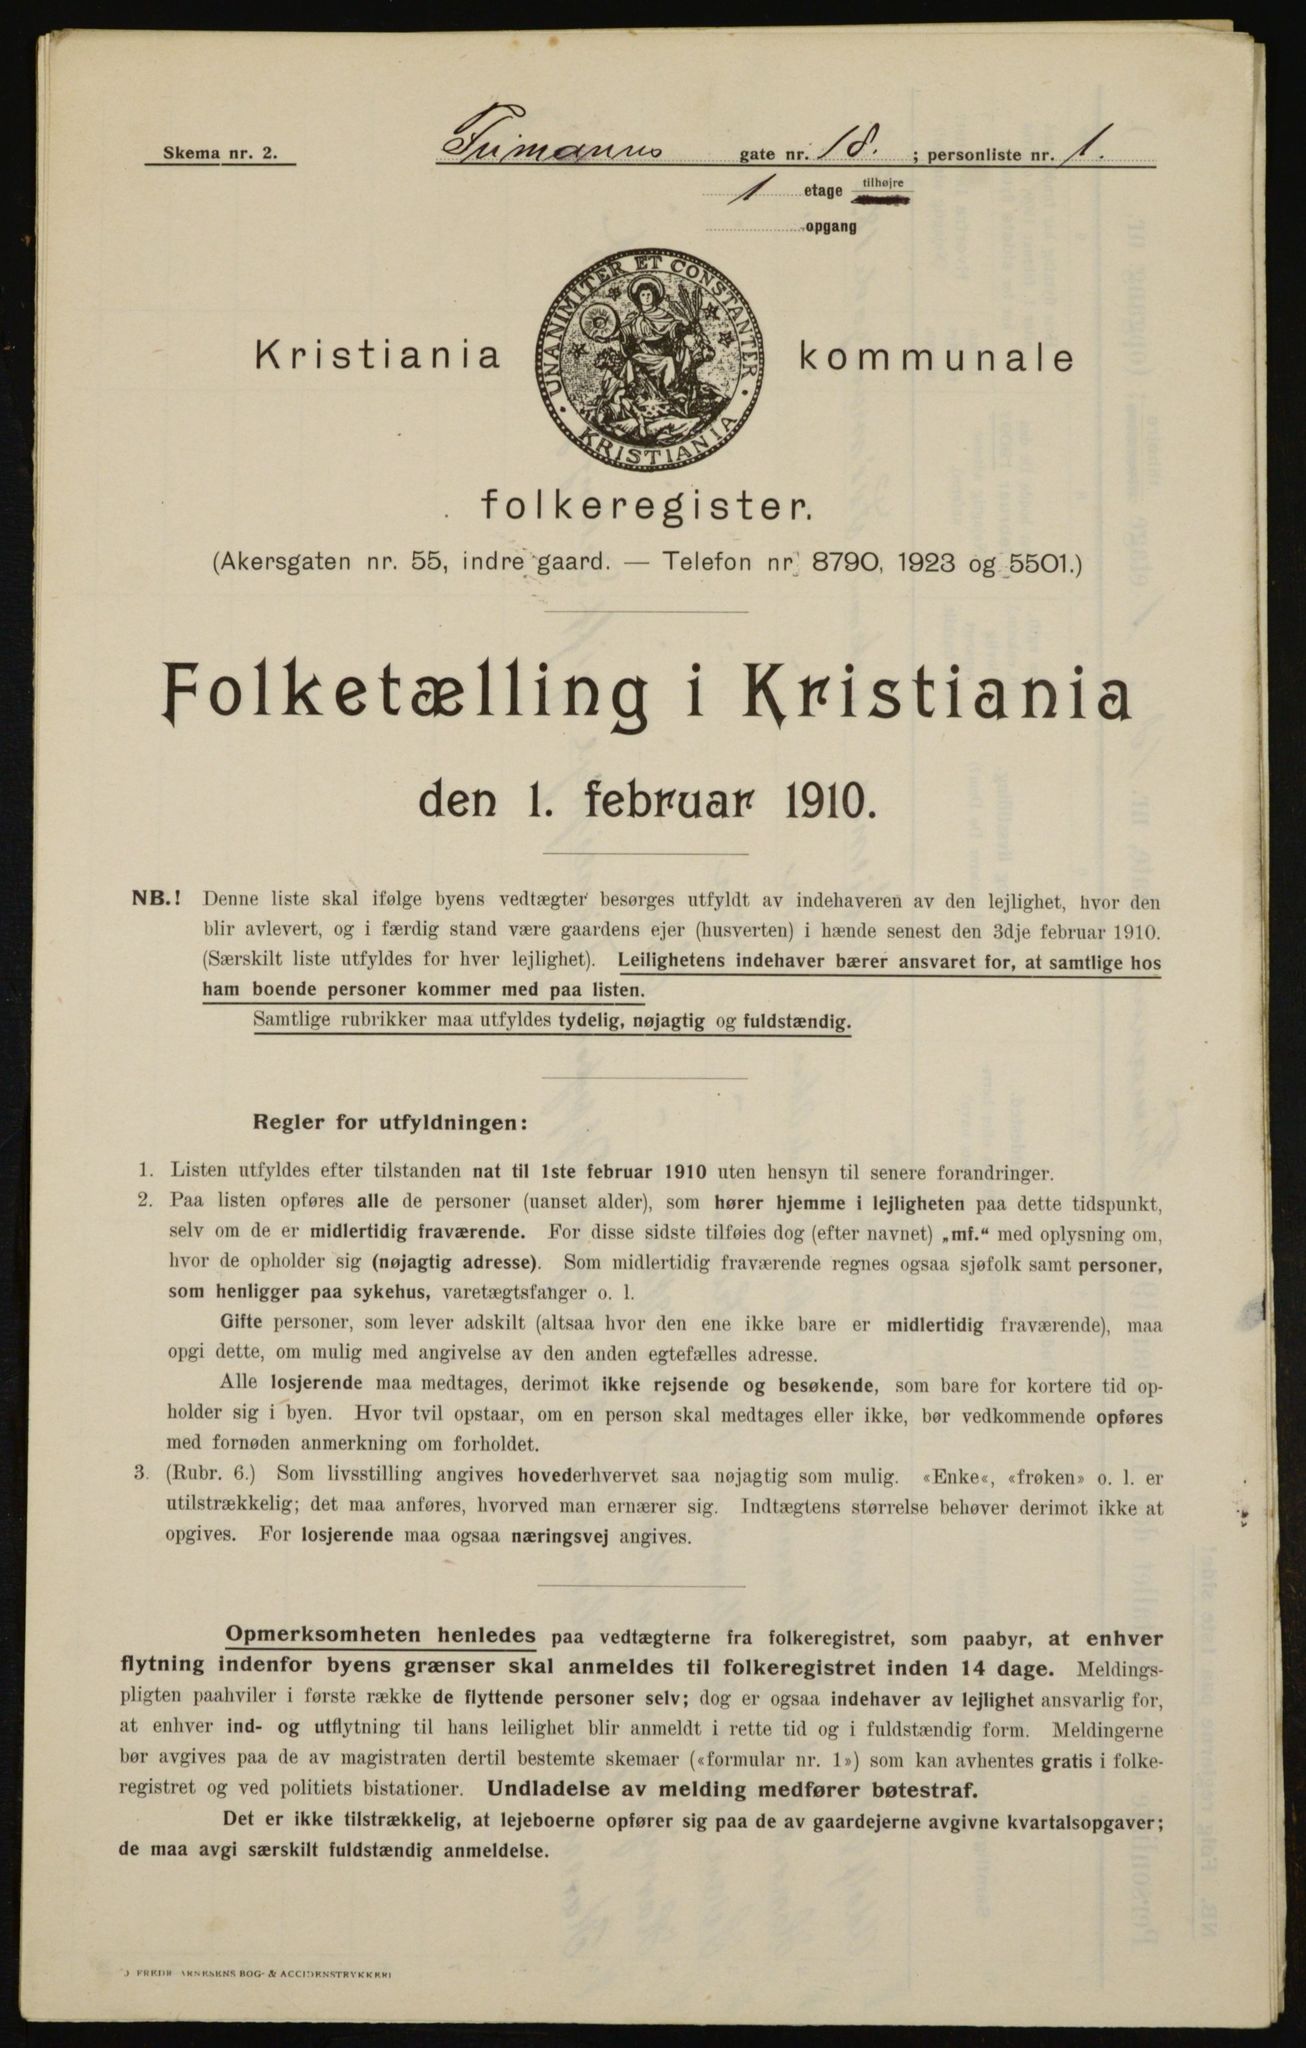 Skema nr. 2.
Frimanns gate nr. 18. ; personliste nr. 1.
1 etage tilhøjre
opgang
UNANIMITER ET CONSTANTER
KRISTIANIA
Kristiania kommunale
folkeregister.
(Akersgaten nr. 55, indre gaard. — Telefon nr. 8790, 1923 og 5501.)
Folketælling i Kristiania
den 1. februar 1910.
NB.! Denne liste skal ifølge byens vedtægter besørges utfyldt av indehaveren av den lejlighet, hvor den
blir avlevert, og i færdig stand være gaardens ejer (husverten) i hænde senest den 3dje februar 1910.
(Særskilt liste utfyldes for hver lejlighet). Leilighetens indehaver bærer ansvaret for, at samtlige hos
ham boende personer kommer med paa listen.
Samtlige rubrikker maa utfyldes tydelig, nøjagtig og fuldstændig.
Regler for utfyldningen:
1. Listen utfyldes efter tilstanden nat til 1ste februar 1910 uten hensyn til senere forandringer.
2. Paa listen opføres alle de personer (uanset alder), som hører hjemme i lejligheten paa dette tidspunkt,
selv om de er midlertidig fraværende. For disse sidste tilføies dog (efter navnet) „mf.“ med oplysning om,
hvor de opholder sig (nøjagtig adresse). Som midlertidig fraværende regnes ogsaa sjøfolk samt personer,
som henligger paa sykehus, varetægtsfanger o. l.
Gifte personer, som lever adskilt (altsaa hvor den ene ikke bare er midlertidig fraværende), maa
opgi dette, om mulig med angivelse av den anden egtefælles adresse.
Alle losjerende maa medtages, derimot ikke rejsende og besøkende, som bare for kortere tid op-
holder sig i byen. Hvor tvil opstaar, om en person skal medtages eller ikke, bør vedkommende opføres
med fornøden anmerkning om forholdet.
3. (Rubr. 6.) Som livsstilling angives hovederhvervet saa nøjagtig som mulig. «Enke«, «frøken» o. l. er
utilstrækkelig; det maa anføres, hvorved man ernærer sig. Indtægtens størrelse behøver derimot ikke at
opgives. For losjerende maa ogsaa næringsvej angives.
Opmerksomheten henledes paa vedtægterne fra folkeregistret, som paabyr, at enhver
flytning indenfor byens grænser skal anmeldes til folkeregistret inden 14 dage. Meldings-
pligten paahviler i første række de flyttende personer selv; dog er ogsaa indehaver av lejlighet ansvarlig for,
at enhver ind- og utflytning til hans leilighet blir anmeldt i rette tid og i fuldstændig form. Meldingerne
bør avgives paa de av magistraten dertil bestemte skemaer («formular nr. 1») som kan avhentes gratis i folke-
registret og ved politiets bistationer. Undladelse av melding medfører bøtestraf.
Det er ikke tilstrækkelig, at lejeboerne opfører sig paa de av gaardejerne avgivne kvartalsopgaver;
de maa avgi særskilt fuldstændig anmeldelse.
J. FREDR. ARNESENS BOG- & ACCIDENSTRYKKERI